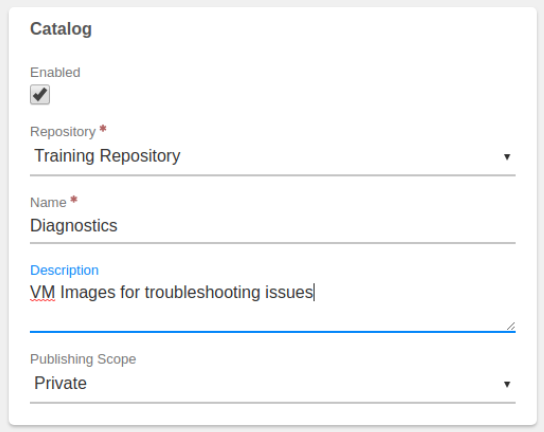 Catalog
Enabled
Repository *
Training Repository
Name *
Diagnostics
Description
VM Images for troubleshooting issues
Publishing Scope
Private